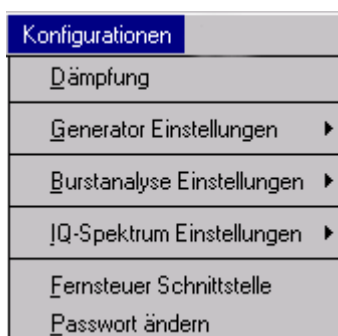 Konfigurationen
Dämpfung
Generator Einstellungen
Burstanalyse Einstellungen
IQ-Spektrum Einstellungen
Fernsteuer Schnittstelle
Passwort ändern